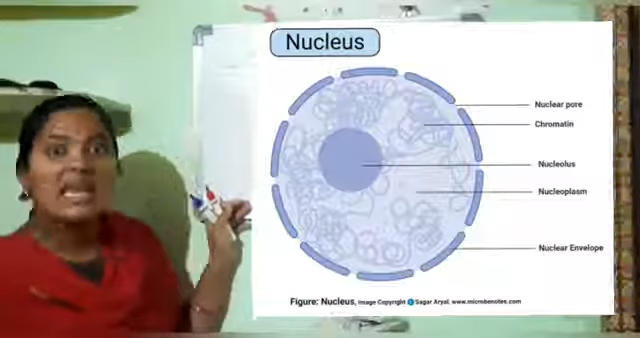 Nucleus
Nuclear pore
Chromatin
Nucleolus
Nucleoplasm
Nuclear Envelope
Figure: Nucleus, Image Copyright Sagar Aryal, www.microbenotes.com